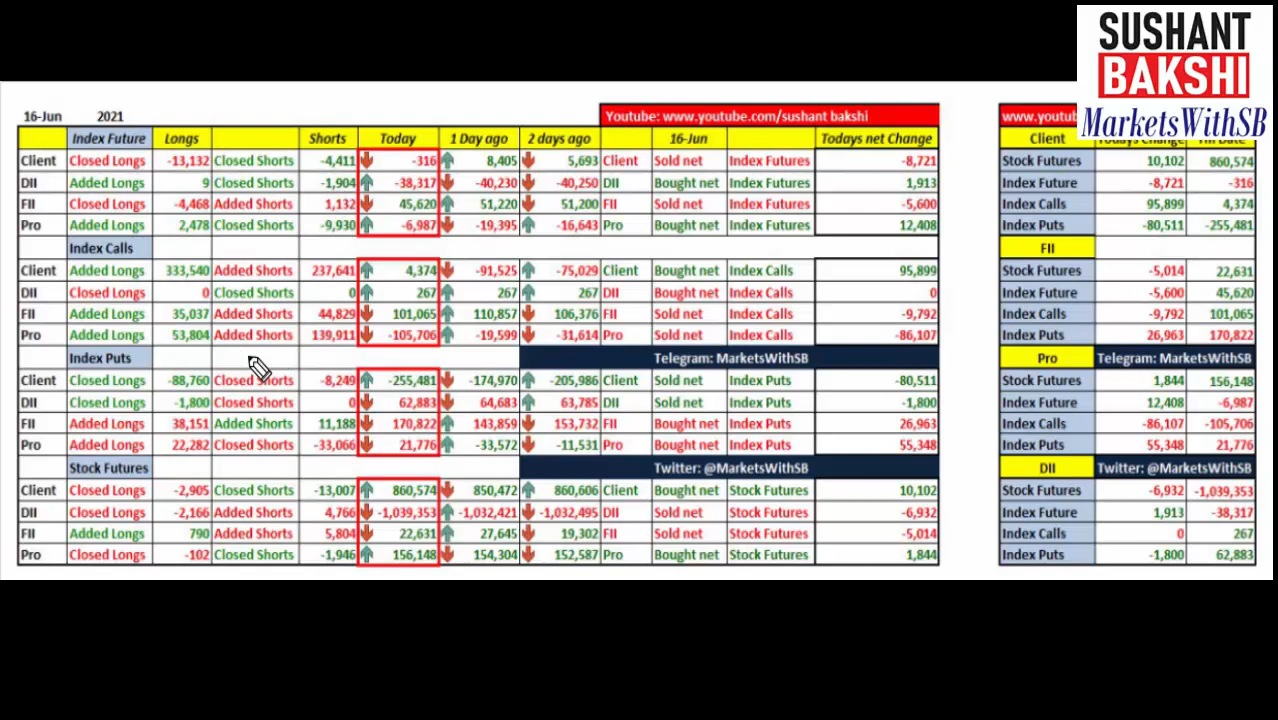 SUSHANT
BAKSHI
MarketsWithSB
16-Jun 2021 Youtube: www.youtube.com/sushant bakshi www.youtu
Index Future Longs Shorts Today 1 Day ago 2 days ago 16-Jun Todays net Change Client
Client Closed Longs -13,132 Closed Shorts -4,411 -316 8,405 5,693 Client Sold net Index Futures -8,721 Stock Futures 10,102 860,574
DII Added Longs 9 Closed Shorts -1,904 -38,317 -40,230 -40,250 DII Bought net Index Futures 1,913 Index Future -8,721 -316
FII Closed Longs -4,468 Added Shorts 1,132 45,620 51,220 51,200 FII Sold net Index Futures -5,600 Index Calls 95,899 4,374
Pro Added Longs 2,478 Closed Shorts -9,930 -6,987 -19,395 -16,643 Pro Bought net Index Futures 12,408 Index Puts -80,511 -255,481
Index Calls FII
Client Added Longs 333,540 Added Shorts 237,641 4,374 -91,525 -75,029 Client Bought net Index Calls 95,899 Stock Futures -5,014 22,631
DII Closed Longs 0 Closed Shorts 0 267 267 267 DII Sold net Index Calls 0 Index Future -5,600 45,620
FII Added Longs 35,037 Added Shorts 44,829 101,065 110,857 106,376 FII Sold net Index Calls -9,792 Index Calls -9,792 101,065
Pro Added Longs 53,804 Added Shorts 139,911 -105,706 -19,599 -31,614 Pro Sold net Index Calls -86,107 Index Puts 26,963 170,822
Index Puts Telegram: MarketsWithSB Pro Telegram: MarketsWithSB
Client Closed Longs -88,760 Closed Shorts -8,249 -255,481 -174,970 -205,986 Client Sold net Index Puts -80,511 Stock Futures 1,844 156,148
DII Closed Longs -1,800 Closed Shorts 0 62,883 64,683 63,785 DII Sold net Index Puts -1,800 Index Future 12,408 -6,987
FII Added Longs 38,151 Added Shorts 11,188 170,822 143,859 153,732 FII Bought net Index Puts 26,963 Index Calls -86,107 -105,706
Pro Added Longs 22,282 Closed Shorts -33,066 21,776 -33,572 -11,531 Pro Bought net Index Puts 55,348 Index Puts 55,348 21,776
Stock Futures Twitter: @MarketsWithSB DII Twitter: @MarketsWithSB
Client Closed Longs -2,905 Closed Shorts -13,007 860,574 850,472 860,606 Client Bought net Stock Futures 10,102 Stock Futures -6,932 -1,039,353
DII Closed Longs -2,166 Added Shorts 4,766 -1,039,353 -1,032,421 -1,032,495 DII Sold net Stock Futures -6,932 Index Future 1,913 -38,317
FII Added Longs 790 Added Shorts 5,804 22,631 27,645 19,302 FII Sold net Stock Futures -5,014 Index Calls 0 267
Pro Closed Longs -102 Closed Shorts -1,946 156,148 154,304 152,587 Pro Bought net Stock Futures 1,844 Index Puts -1,800 62,883